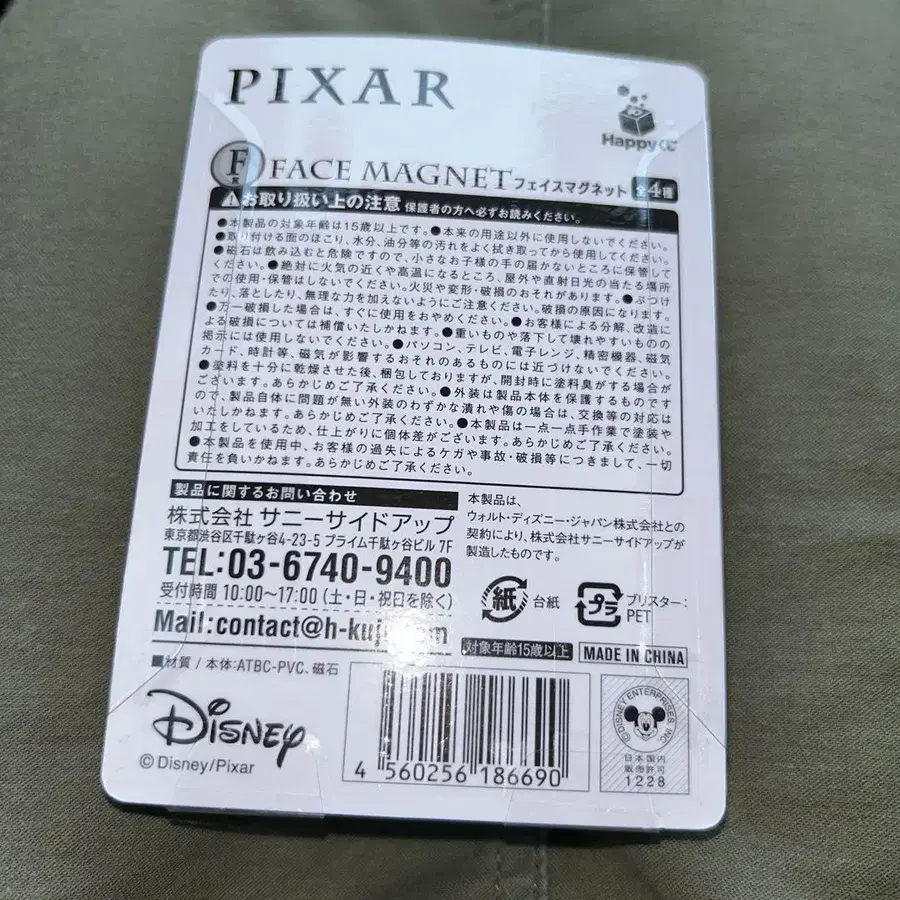 PIXAR
Happyくじ
F賞 FACE MAGNET フェイスマグネット 全4種
お取り扱い上の注意 保護者の方へ必ずお読みください。
●本製品の対象年齢は15歳以上です。●本来の用途以外に使用しないでください。
●取り付ける面のほこり、水分、油分等の汚れをよく拭き取ってから使用してください。
●磁石は飲み込むと危険ですので、小さなお子様の手の届かないところに保管して
ください。●絶対に火気の近くや高温になるところ、屋外や直射日光の当たる場所
での使用・保管はしないでください。火災や変形・破損のおそれがあります。●ぶつけ
たり、落としたり、無理な力を加えないようにご注意ください。破損の原因になります。
●万一破損した場合は、すぐに使用をおやめください。●お客様による分解、改造に
よる破損については補償いたしかねます。●重いものや落下して壊れやすいものの
掲示には使用しないでください。●パソコン、テレビ、電子レンジ、精密機器、磁気
カード、時計等、磁気が影響するおそれのあるものには近づけないでください。
●塗料を十分に乾燥させた後、梱包しておりますが、開封時に塗料臭がする場合が
ございます。あらかじめご了承ください。●外装は製品本体を保護するものです
ので、製品自体に問題が無い外装のわずかな潰れや傷の場合は、交換等の対応は
いたしかねます。あらかじめご了承ください。●本製品は一点一点手作業で塗装や
加工をしているため、仕上がりに個体差がございます。あらかじめご了承ください。
●本製品を使用中、お客様の過失によるケガや事故・破損等につきまして、一切
責任を負いかねます。あらかじめご了承ください。
製品に関するお問い合わせ
株式会社 サニーサイドアップ
東京都渋谷区千駄ヶ谷4-23-5 プライム千駄ヶ谷ビル 7F
TEL:03-6740-9400
受付時間 10:00〜17:00(土・日・祝日を除く)
Mail:contact@h-kuji.com
■材質/本体:ATBC-PVC、磁石
本製品は、
ウォルト・ディズニー・ジャパン株式会社との
契約により、株式会社サニーサイドアップが
製造したものです。
紙 台紙
プラ ブリスター:
PET
対象年齢15歳以上
MADE IN CHINA
Disney
©Disney/Pixar
4 560256 186690
©DISNEY ENTERPRISES INC.
日本国内
販売許可
1228